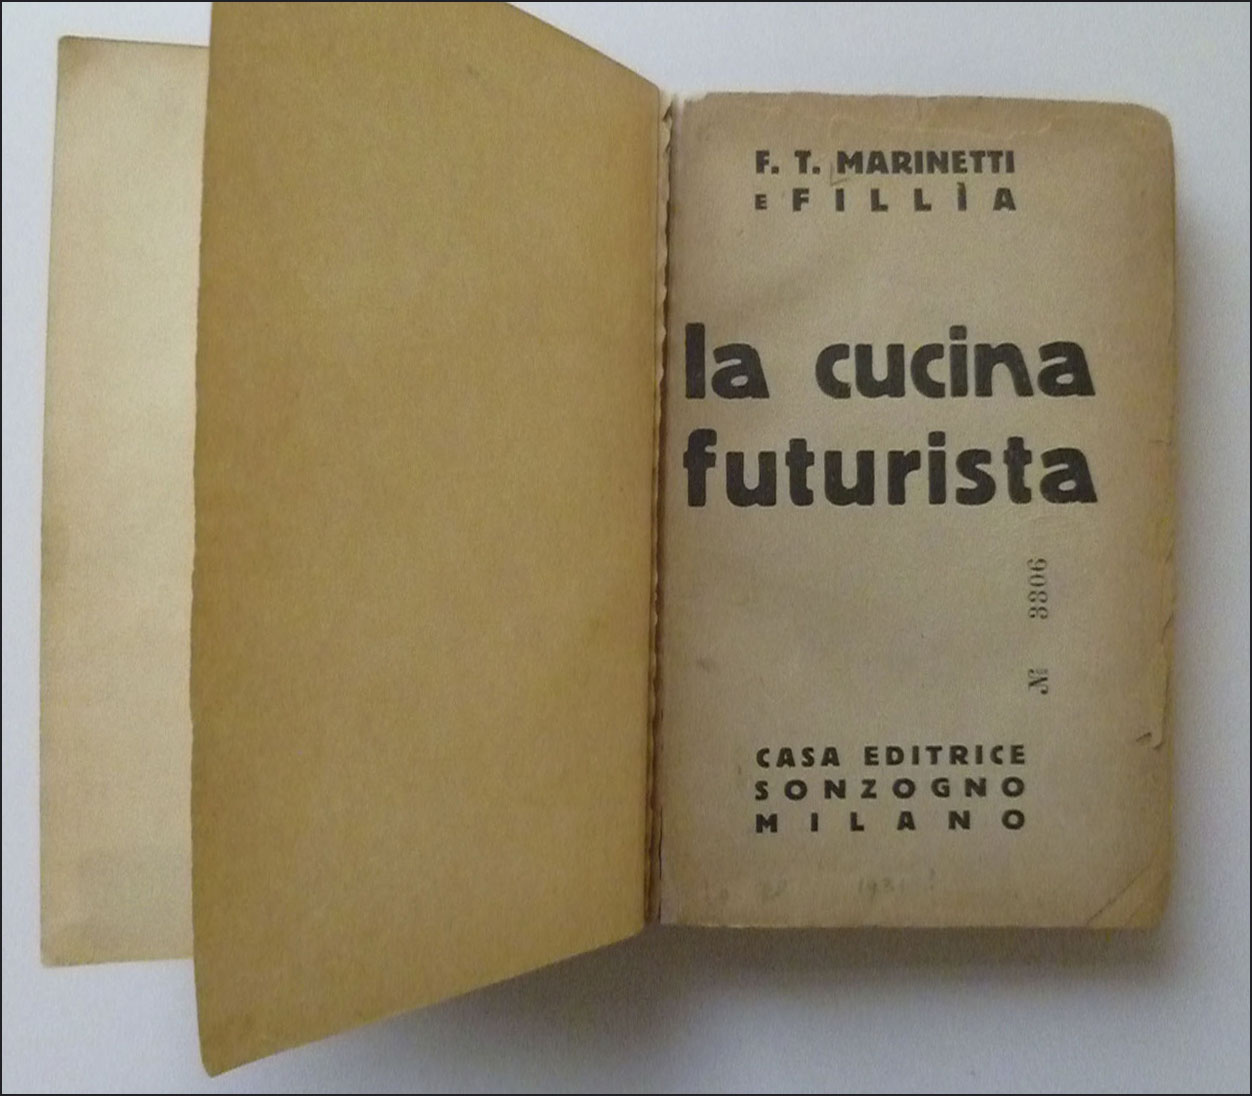 F. T. MARINETTI
E FILLÌA
la cucina
futurista
№ 3306
CASA EDITRICE
SONZOGNO
MILANO